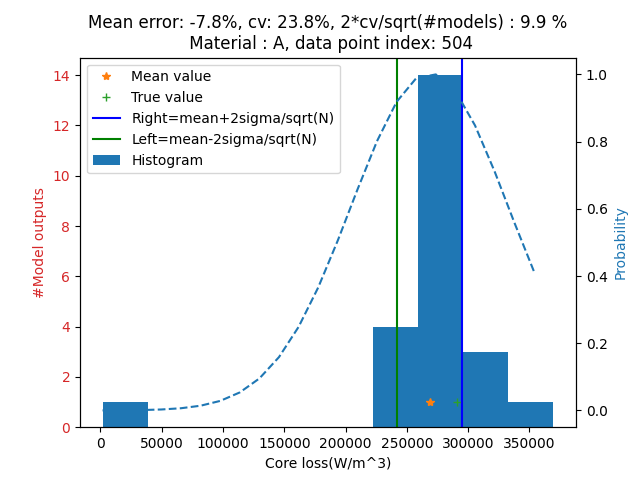 Mean error: -7.8%, cv: 23.8%, 2*cv/sqrt(#models) : 9.9 %
Material : A, data point index: 504
Mean value
True value
Right=mean+2sigma/sqrt(N)
Left=mean-2sigma/sqrt(N)
Histogram
#Model outputs
14
12
10
8
6
4
2
0
1.0
0.8
0.6
0.4
0.2
0.0
Probability
0 50000 100000 150000 200000 250000 300000 350000
Core loss(W/m^3)